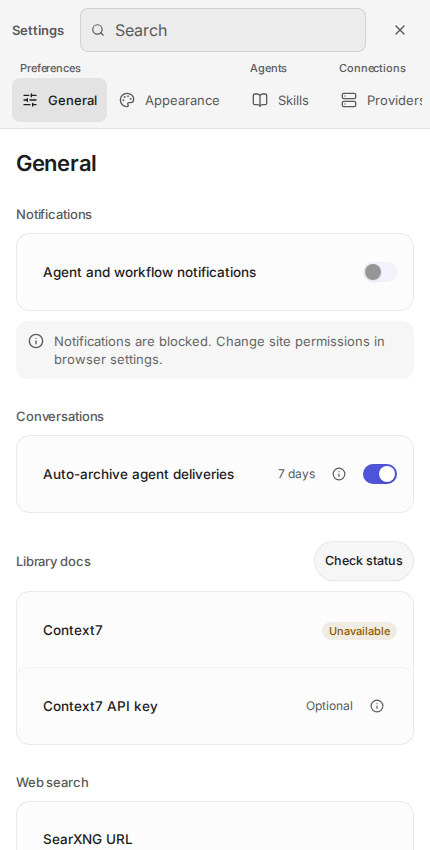 Settings
Search
Preferences
Agents
Connections
General
Appearance
Skills
Providers
General
Notifications
Agent and workflow notifications
Notifications are blocked. Change site permissions in
browser settings.
Conversations
Auto-archive agent deliveries
7 days
Library docs
Check status
Context7
Unavailable
Context7 API key
Optional
Web search
SearXNG URL